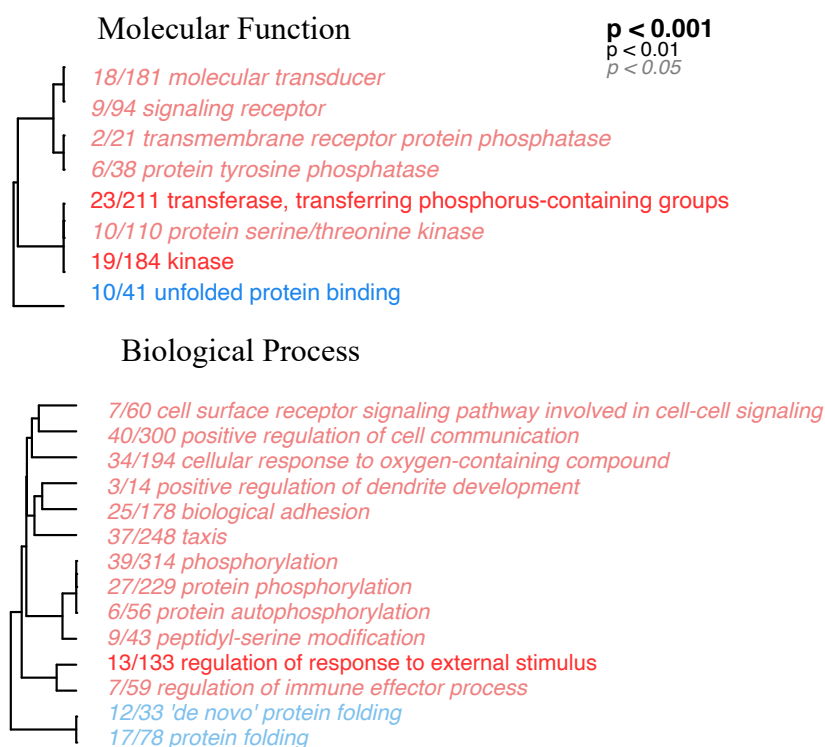 Molecular Function
p < 0.001
p < 0.01
p < 0.05
18/181 molecular transducer
9/94 signaling receptor
2/21 transmembrane receptor protein phosphatase
6/38 protein tyrosine phosphatase
23/211 transferase, transferring phosphorus-containing groups
10/110 protein serine/threonine kinase
19/184 kinase
10/41 unfolded protein binding
Biological Process
7/60 cell surface receptor signaling pathway involved in cell-cell signaling
40/300 positive regulation of cell communication
34/194 cellular response to oxygen-containing compound
3/14 positive regulation of dendrite development
25/178 biological adhesion
37/248 taxis
39/314 phosphorylation
27/229 protein phosphorylation
6/56 protein autophosphorylation
9/43 peptidyl-serine modification
13/133 regulation of response to external stimulus
7/59 regulation of immune effector process
12/33 'de novo' protein folding
17/78 protein folding